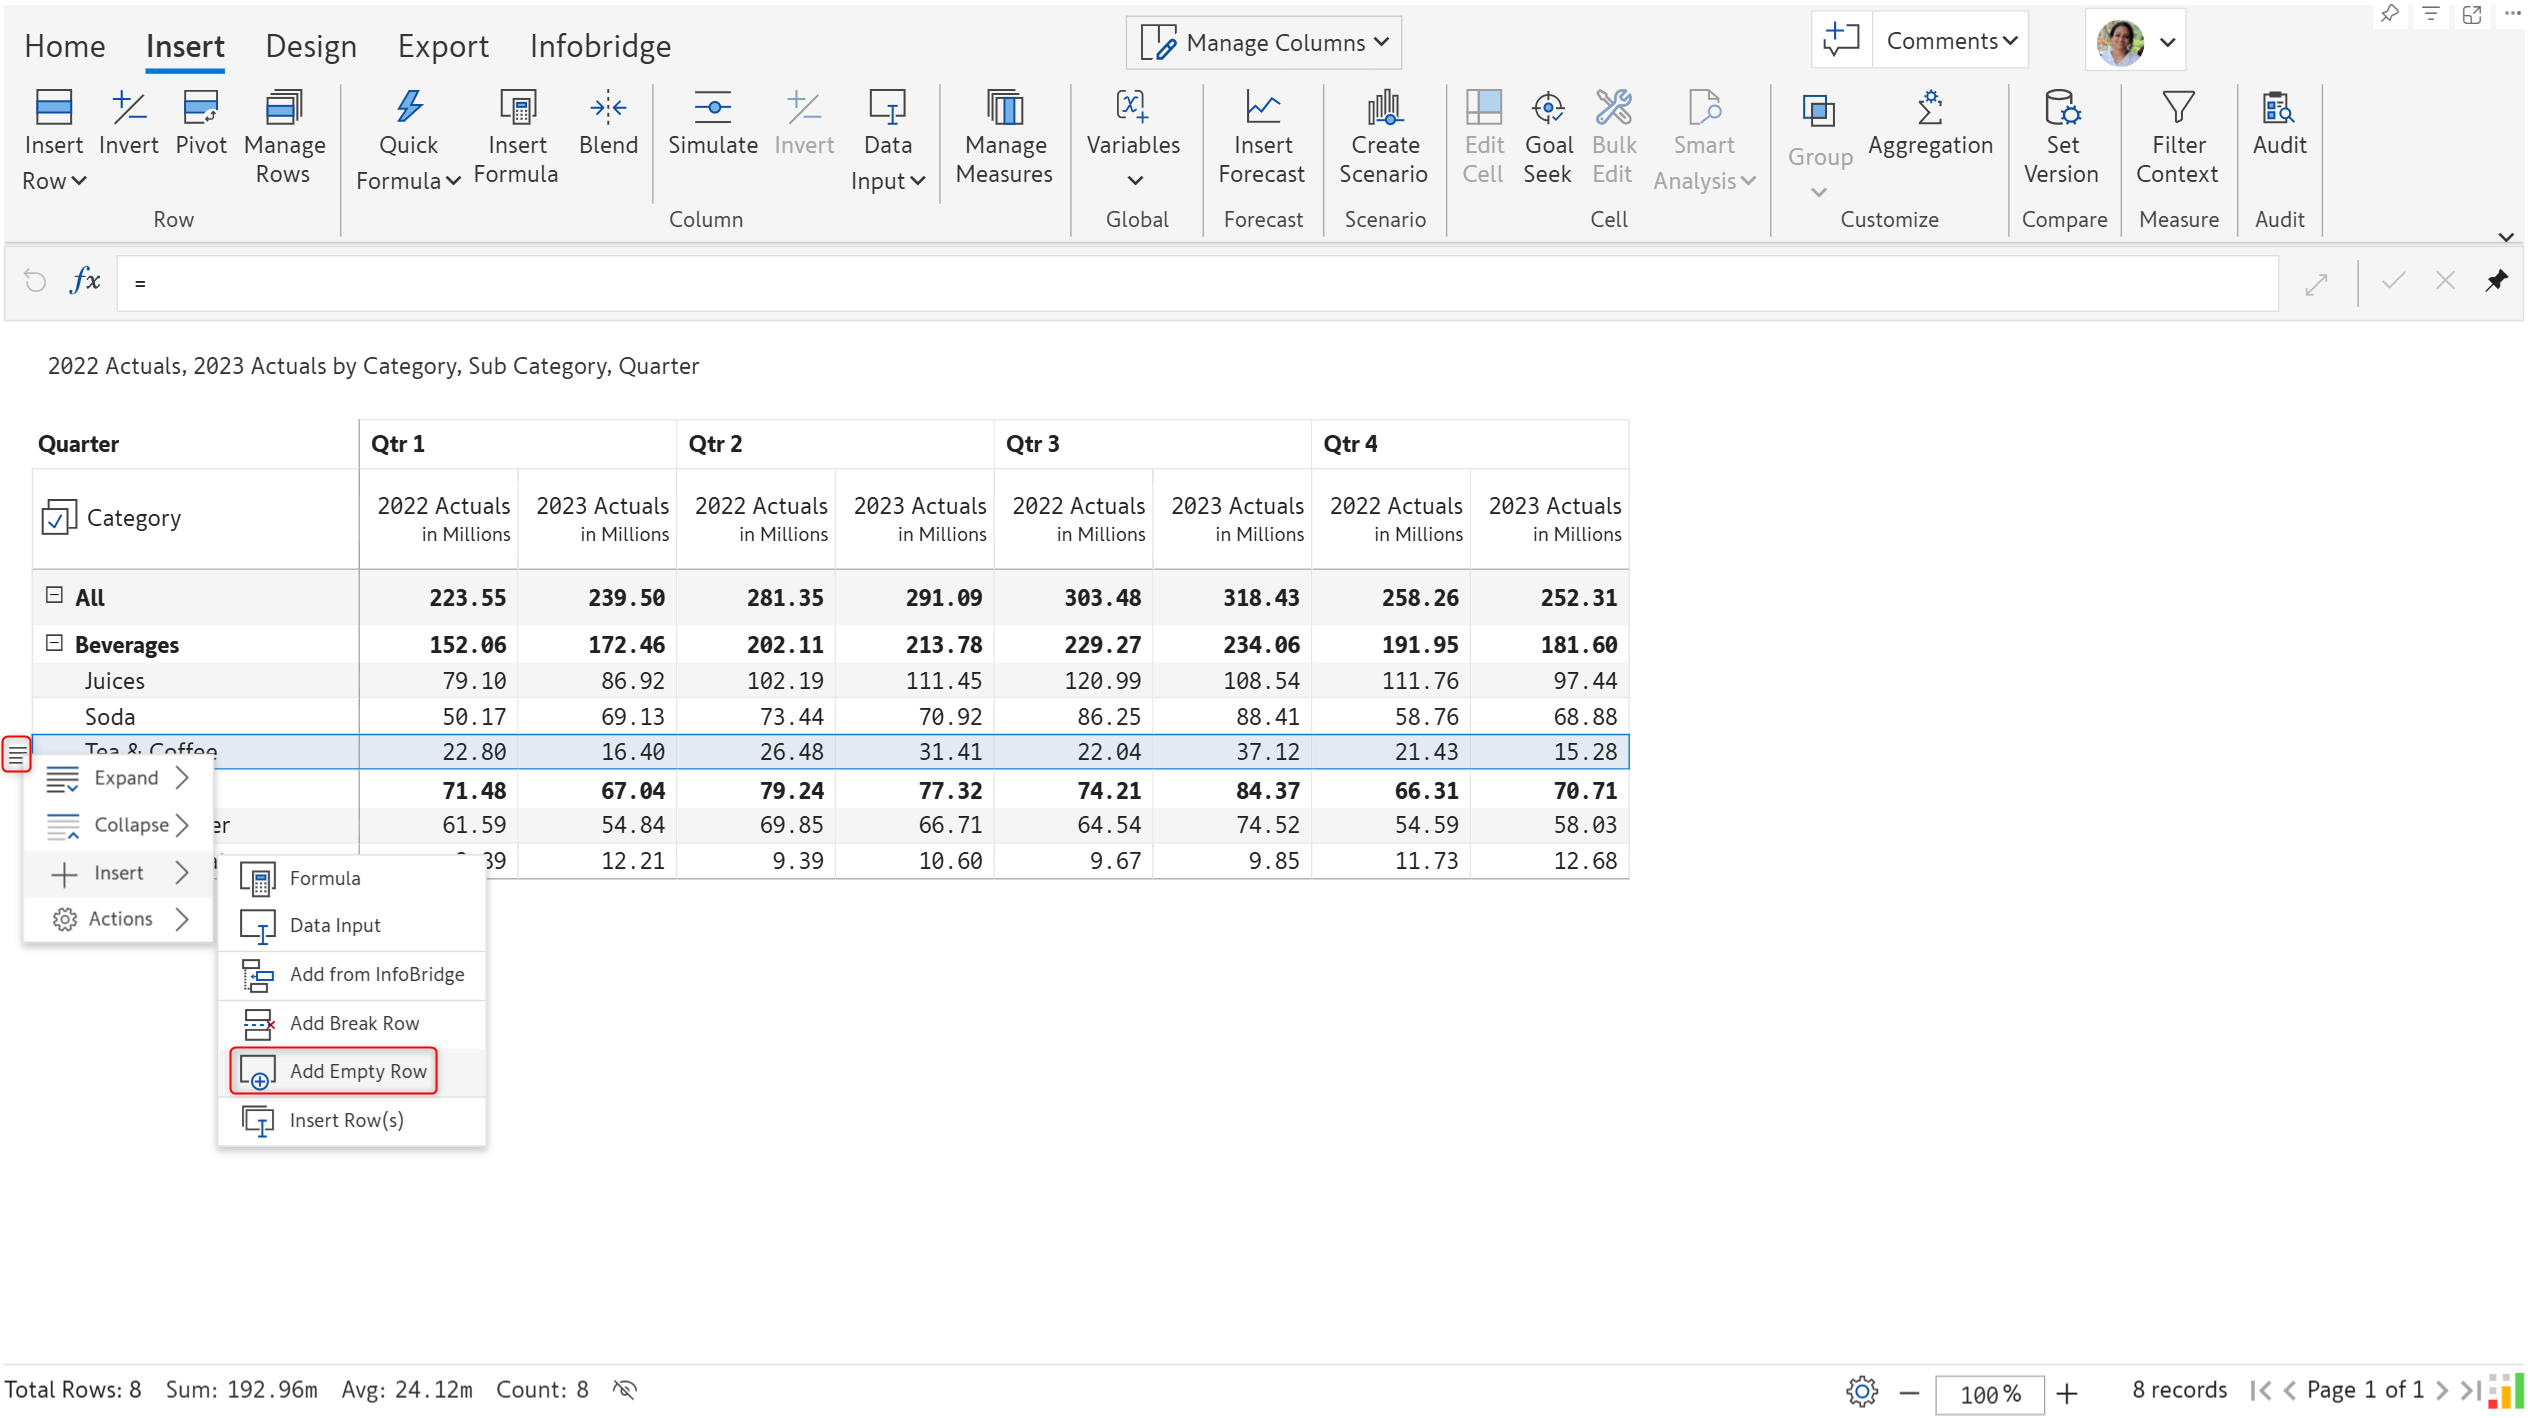 Home Insert Design Export Infobridge
Manage Columns
Comments
Insert Row
Invert
Pivot
Manage Rows
Quick Formula
Insert Formula
Blend
Simulate
Invert
Data Input
Manage Measures
Variables
Insert Forecast
Create Scenario
Edit Cell
Goal Seek
Bulk Edit
Smart Analysis
Group
Aggregation
Set Version
Filter Context
Audit
Row Column Global Forecast Scenario Cell Customize Compare Measure Audit
fx =
2022 Actuals, 2023 Actuals by Category, Sub Category, Quarter
Quarter Qtr 1 Qtr 2 Qtr 3 Qtr 4
Category 2022 Actuals 2023 Actuals 2022 Actuals 2023 Actuals 2022 Actuals 2023 Actuals 2022 Actuals 2023 Actuals
in Millions in Millions in Millions in Millions in Millions in Millions in Millions in Millions
All 223.55 239.50 281.35 291.09 303.48 318.43 258.26 252.31
Beverages 152.06 172.46 202.11 213.78 229.27 234.06 191.95 181.60
Juices 79.10 86.92 102.19 111.45 120.99 108.54 111.76 97.44
Soda 50.17 69.13 73.44 70.92 86.25 88.41 58.76 68.88
Tea & Coffee 22.80 16.40 26.48 31.41 22.04 37.12 21.43 15.28
71.48 67.04 79.24 77.32 74.21 84.37 66.31 70.71
er 61.59 54.84 69.85 66.71 64.54 74.52 54.59 58.03
12.21 9.39 10.60 9.67 9.85 11.73 12.68
Expand
Collapse
Insert
Actions
Formula
Data Input
Add from InfoBridge
Add Break Row
Add Empty Row
Insert Row(s)
Total Rows: 8 Sum: 192.96m Avg: 24.12m Count: 8
100 %
8 records Page 1 of 1